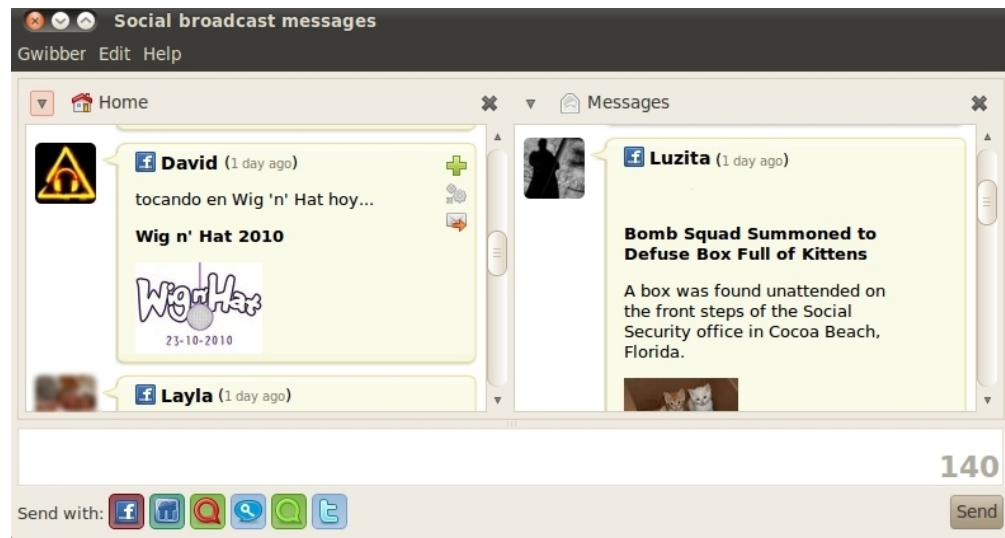 Social broadcast messages
Gwibber Edit Help
Home
David (1 day ago)
tocando en Wig 'n' Hat hoy...
Wig n' Hat 2010
Wig n' Hat
23-10-2010
Layla (1 day ago)
Messages
Luzita (1 day ago)
Bomb Squad Summoned to
Defuse Box Full of Kittens
A box was found unattended on
the front steps of the Social
Security office in Cocoa Beach,
Florida.
140
Send with:
Send